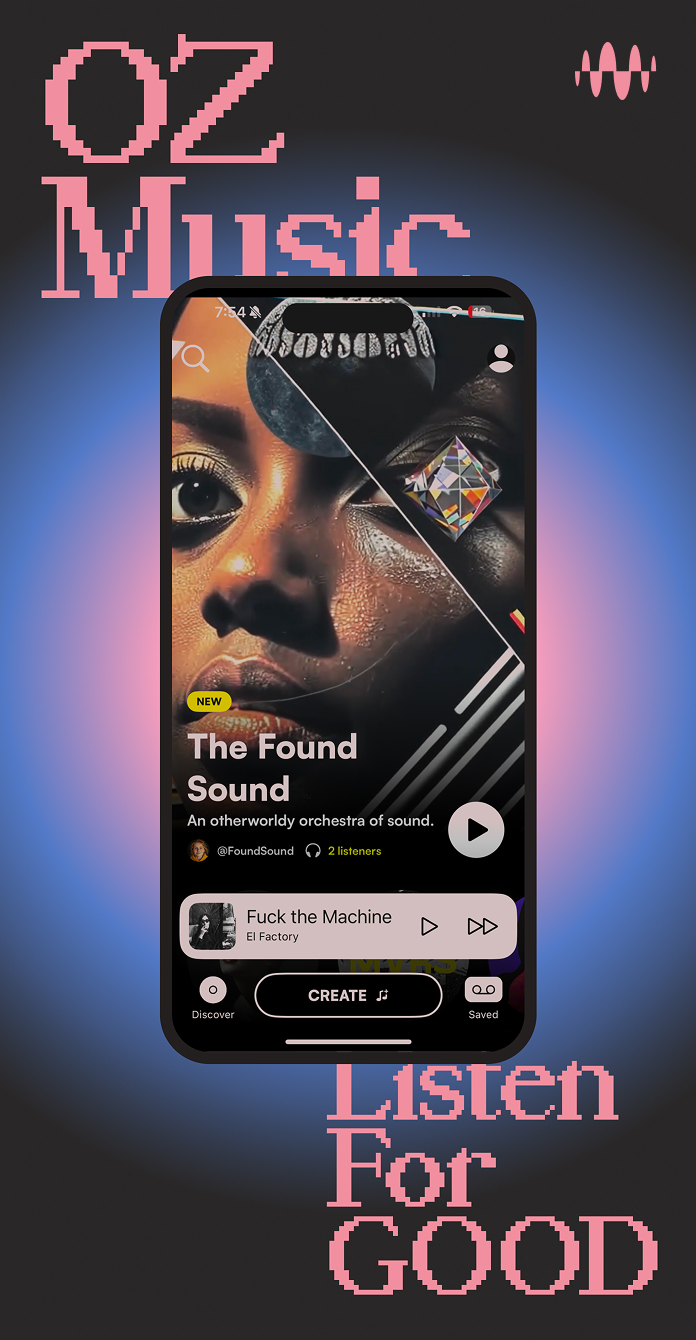 OZ
Music
7:54
NEW
The Found
Sound
An otherworldy orchestra of sound.
@FoundSound 2 listeners
Fuck the Machine
El Factory
CREATE
Discover
Saved
Listen
For
GOOD